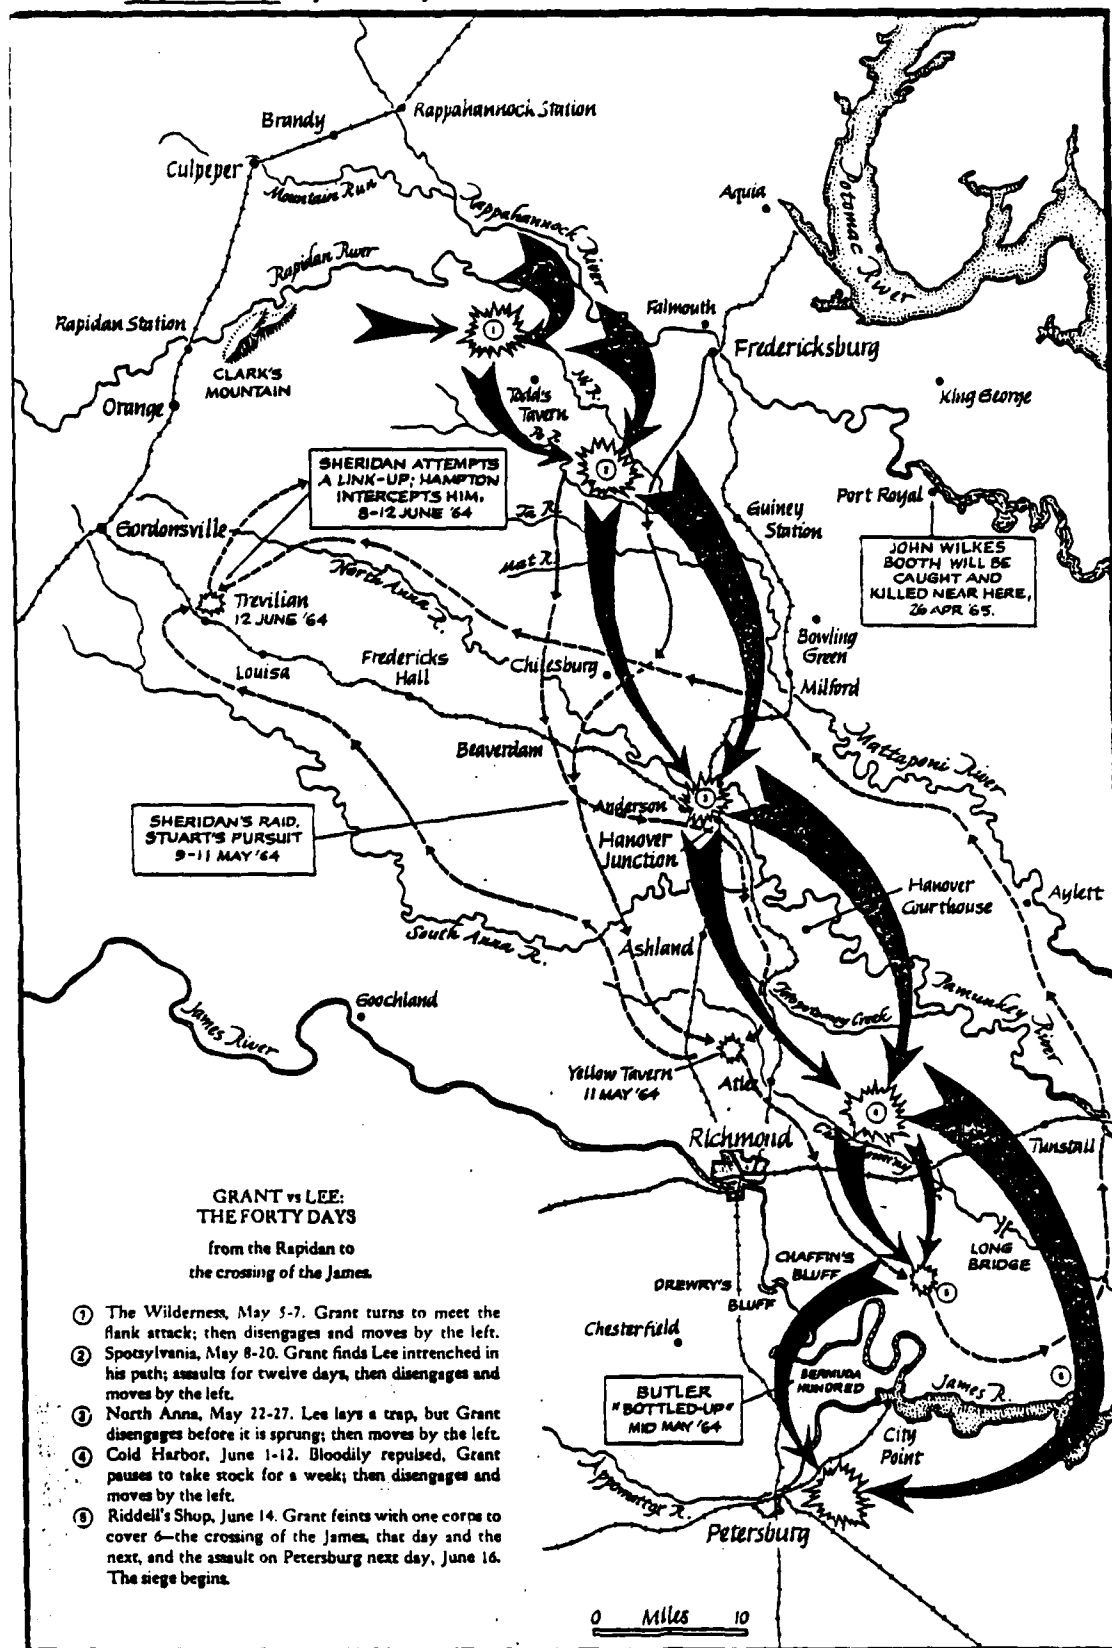 Rappahannock Station
Brandy
Culpeper
Mountain Run
Rappahannock River
Aquia
Potomac River
Rapidan River
Rapidan Station
CLARK'S
MOUNTAIN
Orange
①
Falmouth
Fredericksburg
King George
Todd's
Tavern
Ni R.
Po R.
②
SHERIDAN ATTEMPTS
A LINK-UP; HAMPTON
INTERCEPTS HIM,
8-12 JUNE '64
Ta R.
Mat R.
Guiney
Station
Port Royal
JOHN WILKES
BOOTH WILL BE
CAUGHT AND
KILLED NEAR HERE,
26 APR '65.
Gordonsville
North Anna R.
Trevilian
12 JUNE '64
Louisa
Fredericks
Hall
Chilesburg
Bowling
Green
Milford
Mattaponi River
Beaverdam
SHERIDAN'S RAID,
STUART'S PURSUIT
9-11 MAY '64
Anderson
③
Hanover
Junction
Hanover
Courthouse
Aylett
South Anna R.
Ashland
Goochland
James River
Totopotomoy Creek
Pamunkey River
Yellow Tavern
11 MAY '64
Atlee
④
Richmond
Tunstall
GRANT vs LEE:
THE FORTY DAYS
from the Rapidan to
the crossing of the James.
LONG
BRIDGE
CHAFFIN'S
BLUFF
DREWRY'S
BLUFF
⑤
Chesterfield
BERMUDA
HUNDRED
BUTLER
"BOTTLED-UP"
MID MAY '64
James R.
⑥
City
Point
Appomattox R.
Petersburg
① The Wilderness, May 5-7. Grant turns to meet the
flank attack; then disengages and moves by the left.
② Spotsylvania, May 8-20. Grant finds Lee intrenched in
his path; assaults for twelve days, then disengages and
moves by the left.
③ North Anna, May 22-27. Lee lays a trap, but Grant
disengages before it is sprung; then moves by the left.
④ Cold Harbor, June 1-12. Bloodily repulsed, Grant
pauses to take stock for a week; then disengages and
moves by the left.
⑤ Riddell's Shop, June 14. Grant feints with one corps to
cover 6—the crossing of the James, that day and the
next, and the assault on Petersburg next day, June 16.
The siege begins.
0 Miles 10